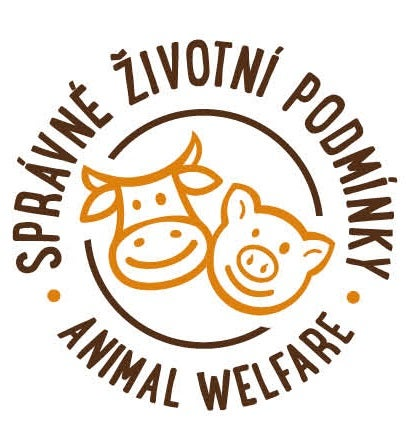 SPRÁVNÉ ŽIVOTNÍ PODMÍNKY
ANIMAL WELFARE